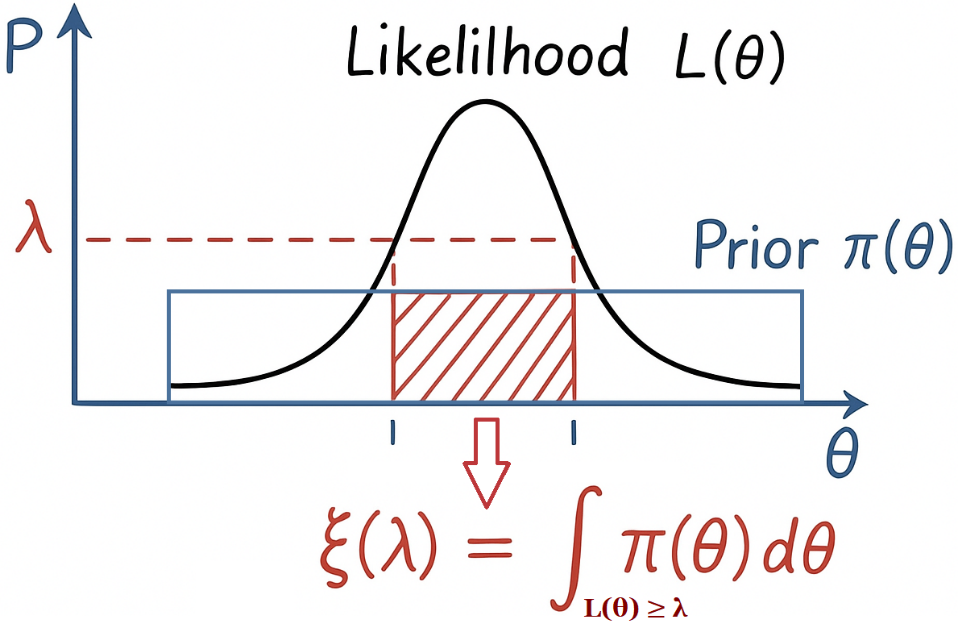 P
Likelilhood L(θ)
λ
Prior π(θ)
θ
ξ(λ) = ∫ π(θ) dθ
L(θ) ≥ λ